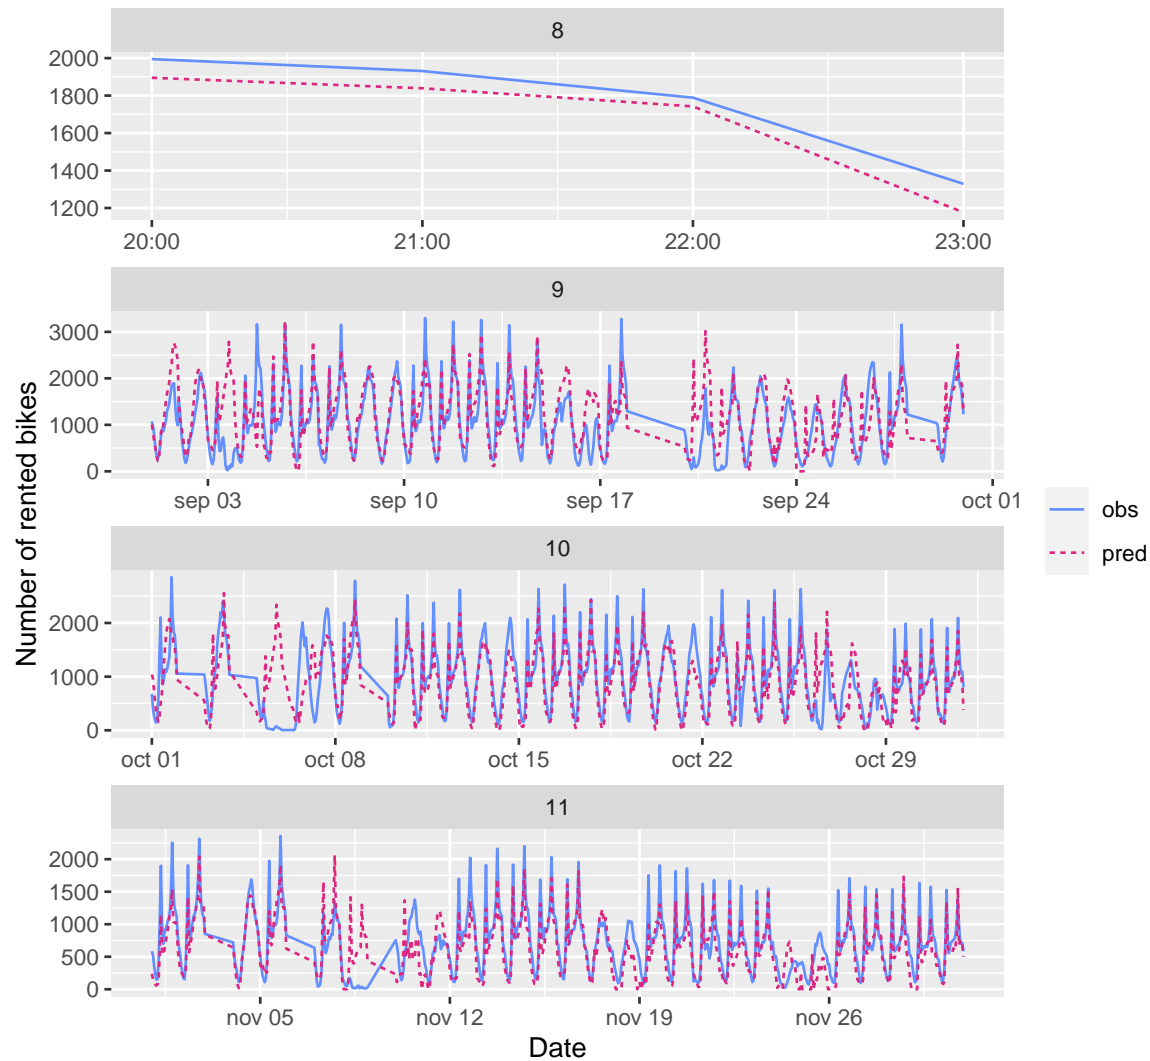 8
2000
1800
1600
1400
1200
20:00 21:00 22:00 23:00
9
3000
2000
1000
0
sep 03 sep 10 sep 17 sep 24 oct 01
10
2000
1000
0
oct 01 oct 08 oct 15 oct 22 oct 29
11
2000
1500
1000
500
0
nov 05 nov 12 nov 19 nov 26
Date
Number of rented bikes
obs
pred